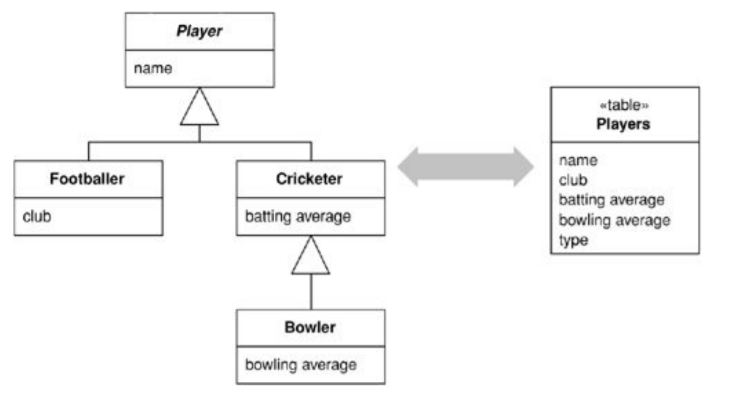 Player
name
Footballer
club
Cricketer
batting average
Bowler
bowling average
«table»
Players
name
club
batting average
bowling average
type